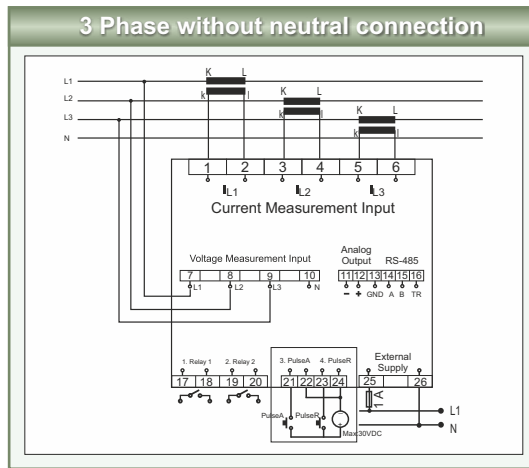 3 Phase without neutral connection
K L
L1
L2
k l K L
L3
k l K L
N
k l
1 2 3 4 5 6
IL1 IL2 IL3
Current Measurement Input
Analog Output RS-485
Voltage Measurement Input
7 8 9 10 11 12 13 14 15 16
L1 L2 L3 N − + GND A B TR
1. Relay 1 2. Relay 2 3. PulseA 4. PulseR External Supply
17 18 19 20 21 22 23 24 25 26
1 A
PulseA PulseR − + L1
Max:30VDC N